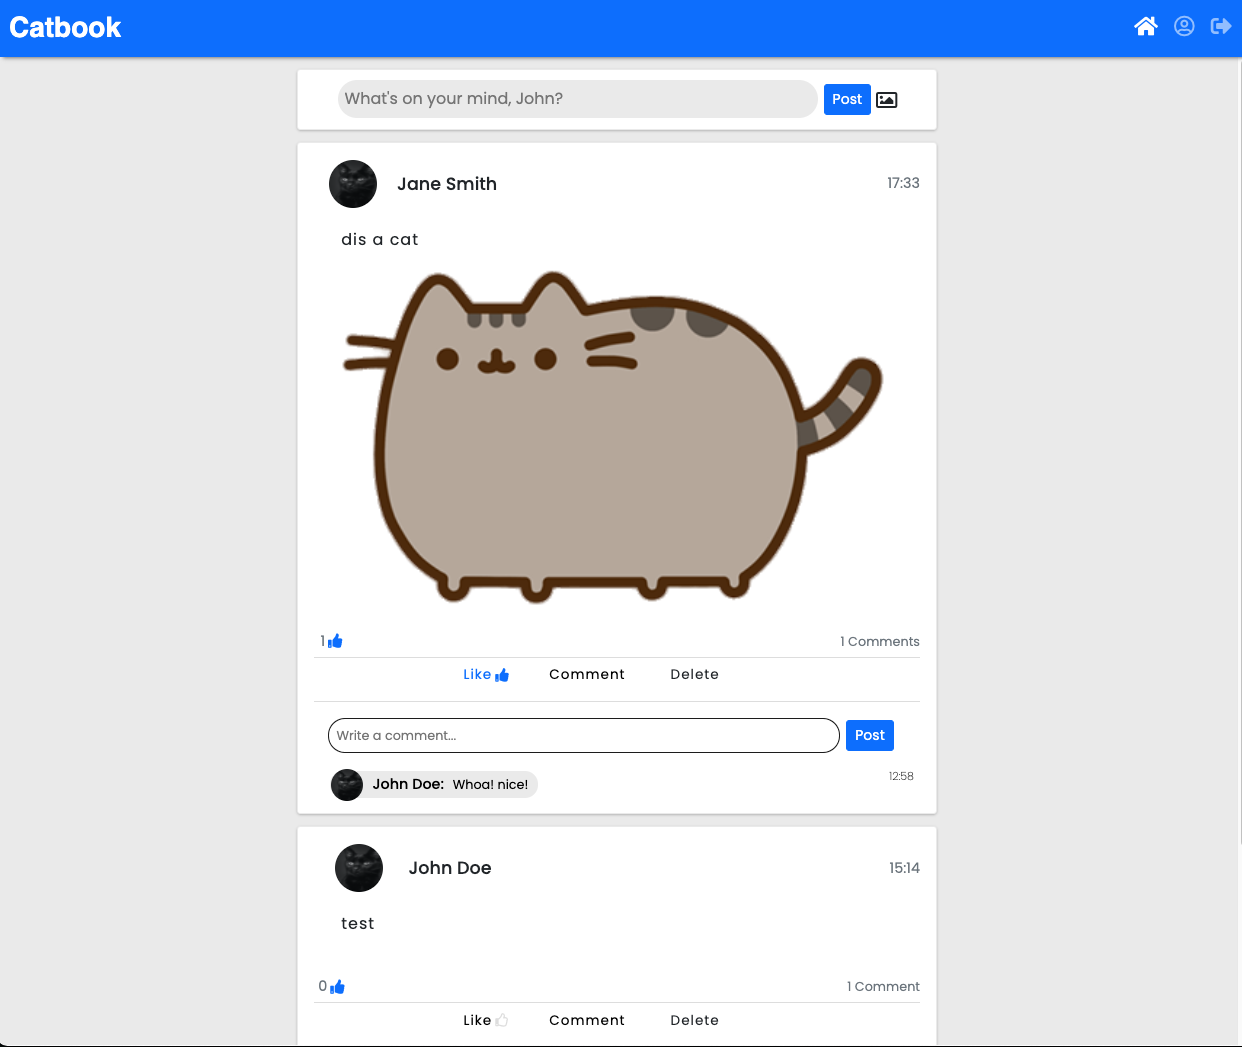 Catbook
What's on your mind, John? Post
Jane Smith 17:33
dis a cat
1 1 Comments
Like Comment Delete
Write a comment... Post
John Doe: Whoa! nice! 12:58
John Doe 15:14
test
0 1 Comment
Like Comment Delete